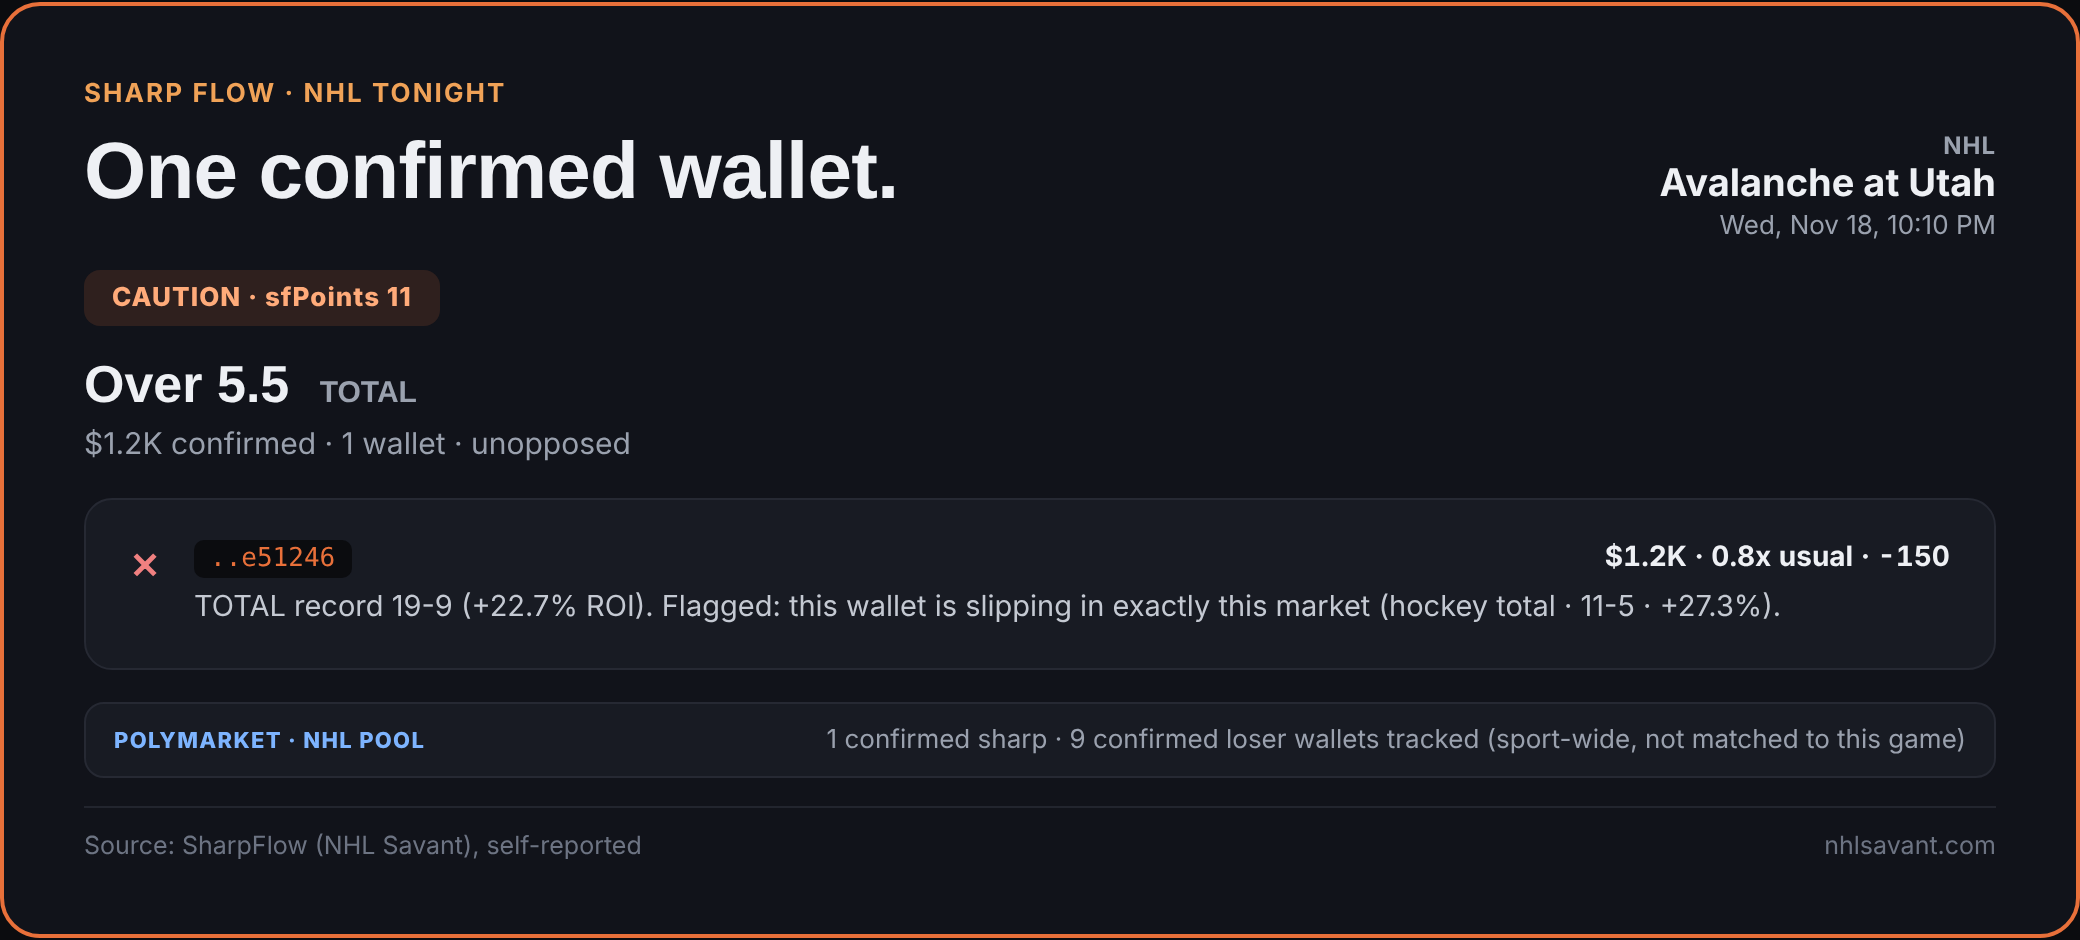 SHARP FLOW · NHL TONIGHT
One confirmed wallet.
NHL
Avalanche at Utah
Wed, Nov 18, 10:10 PM
CAUTION · sfPoints 11
Over 5.5 TOTAL
$1.2K confirmed · 1 wallet · unopposed
✕ ..e51246 $1.2K · 0.8x usual · -150
TOTAL record 19-9 (+22.7% ROI). Flagged: this wallet is slipping in exactly this market (hockey total · 11-5 · +27.3%).
POLYMARKET · NHL POOL 1 confirmed sharp · 9 confirmed loser wallets tracked (sport-wide, not matched to this game)
Source: SharpFlow (NHL Savant), self-reported nhlsavant.com